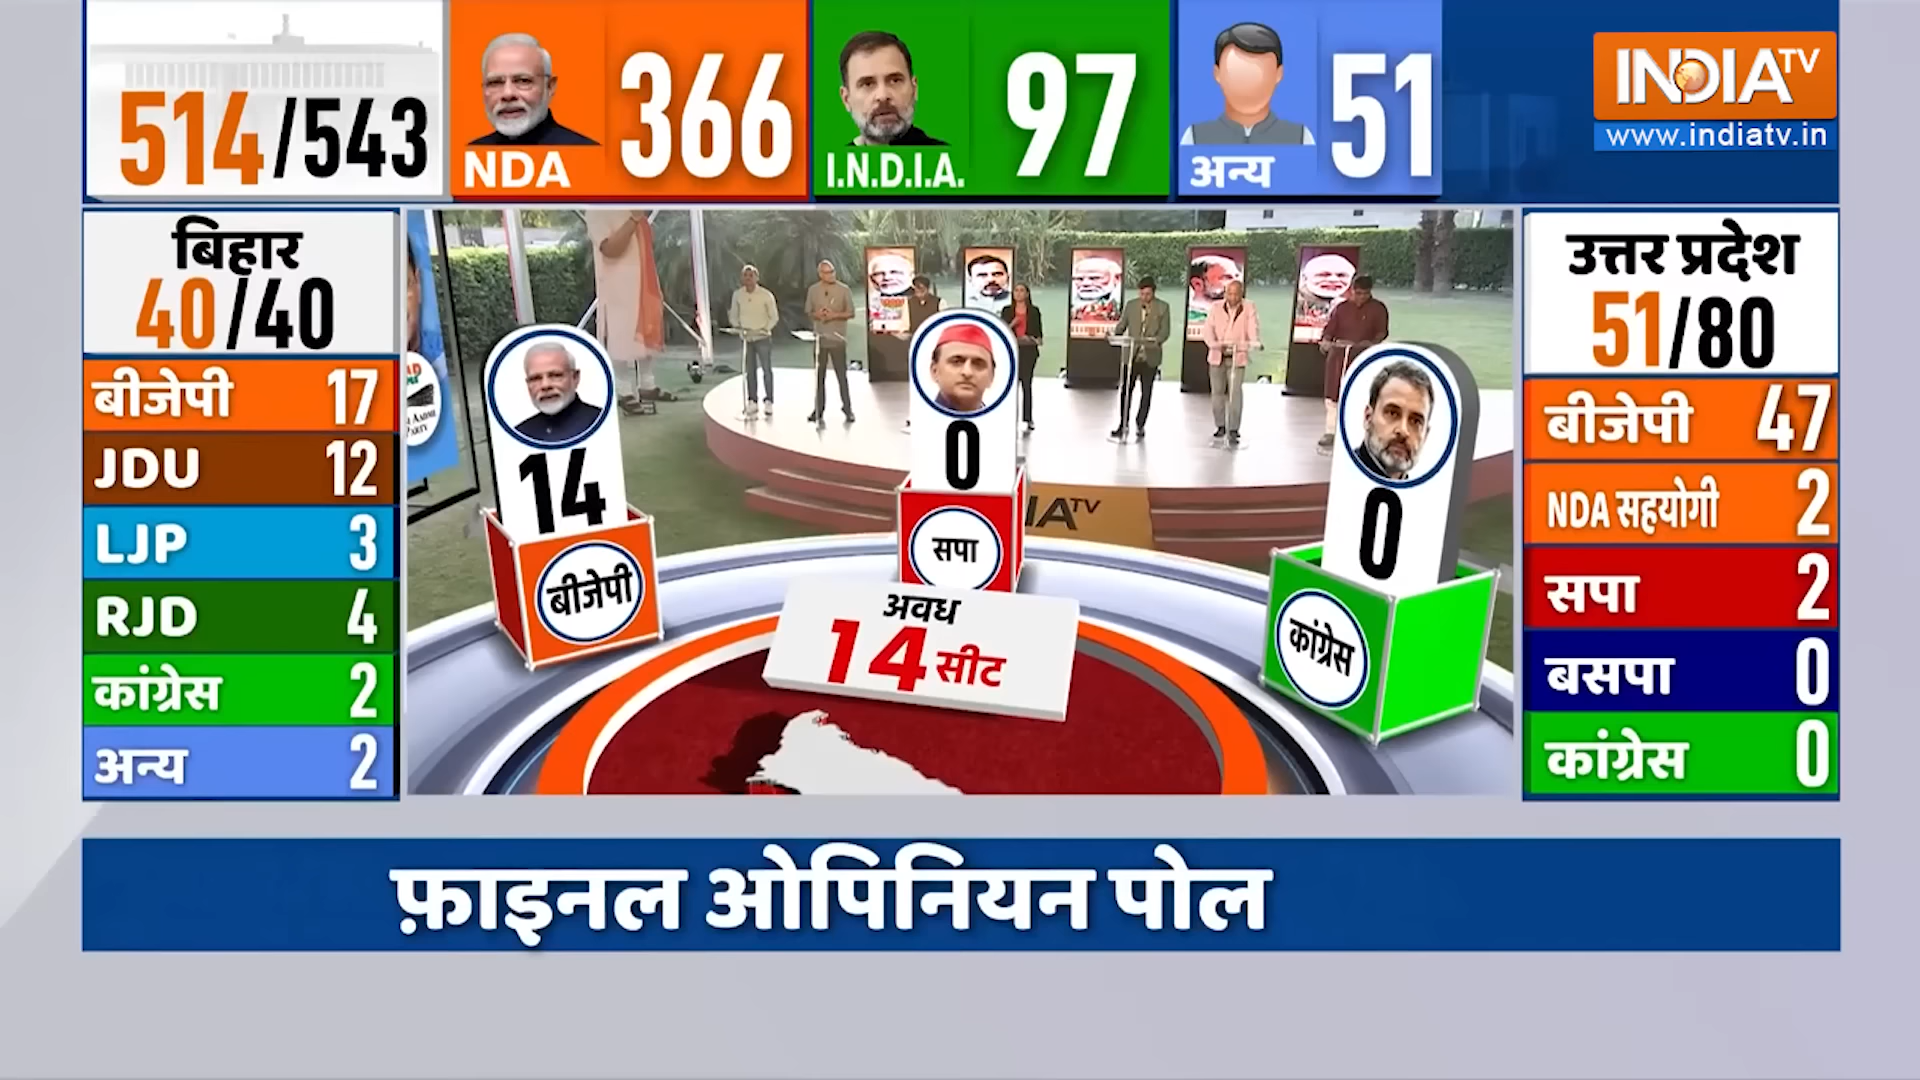 514/543
NDA 366
I.N.D.I.A. 97
अन्य 51
INDIA TV
www.indiatv.in
बिहार
40/40
बीजेपी 17
JDU 12
LJP 3
RJD 4
कांग्रेस 2
अन्य 2
14
बीजेपी
0
सपा
0
कांग्रेस
अवध
14 सीट
उत्तर प्रदेश
51/80
बीजेपी 47
NDA सहयोगी 2
सपा 2
बसपा 0
कांग्रेस 0
फ़ाइनल ओपिनियन पोल